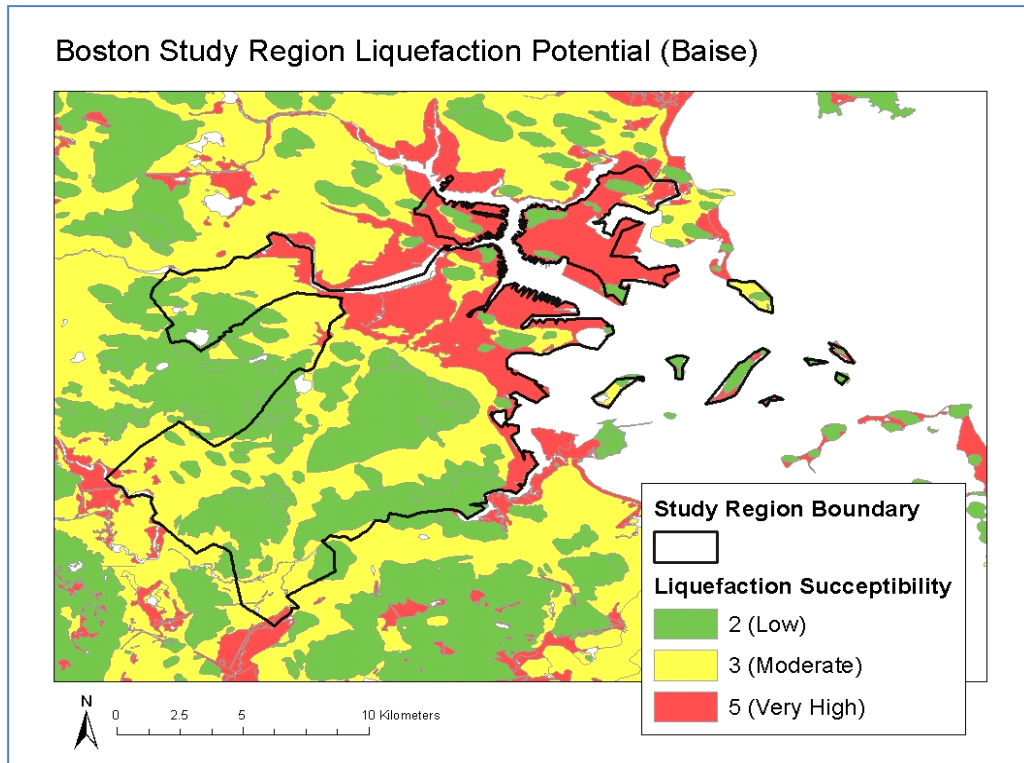 Boston Study Region Liquefaction Potential (Baise)
Study Region Boundary
Liquefaction Succeptibility
2 (Low)
3 (Moderate)
5 (Very High)
N
0 2.5 5 10 Kilometers